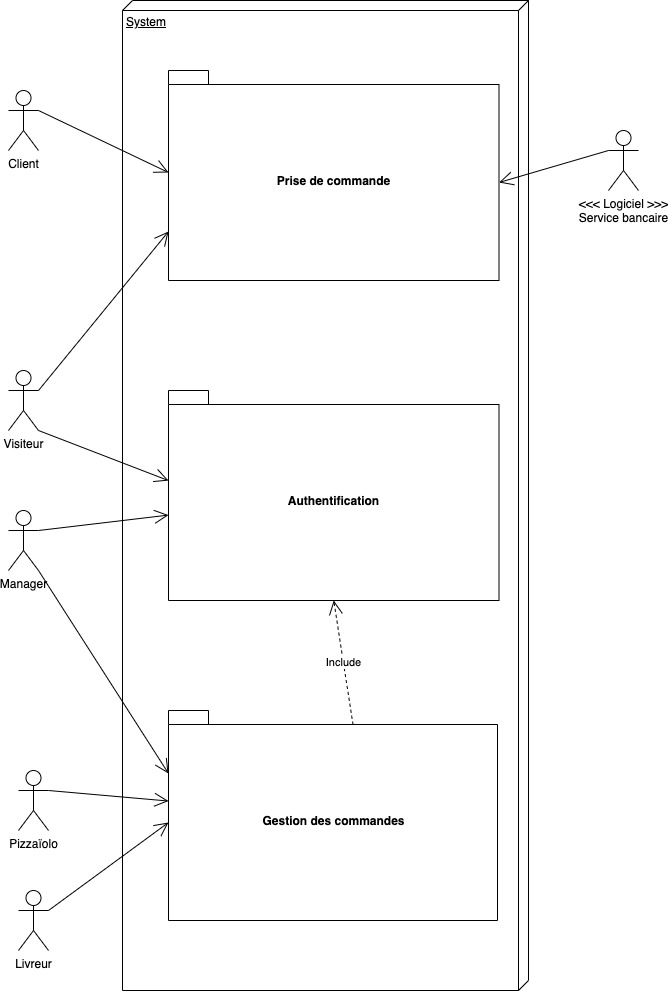 System
Client
Prise de commande
<<< Logiciel >>>
Service bancaire
Visiteur
Authentification
Manager
Include
Gestion des commandes
Pizzaïolo
Livreur